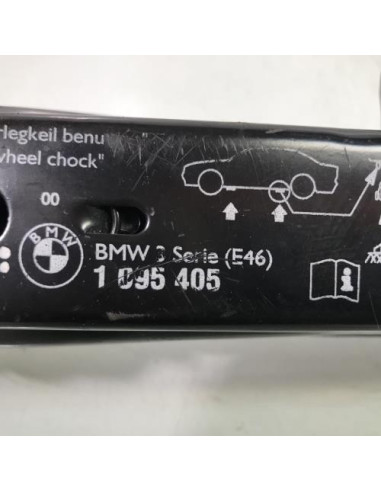 rlegkeil benu "
wheel chock"
00
BMW
BMW 3 Serie (E46)
1 095 405
i